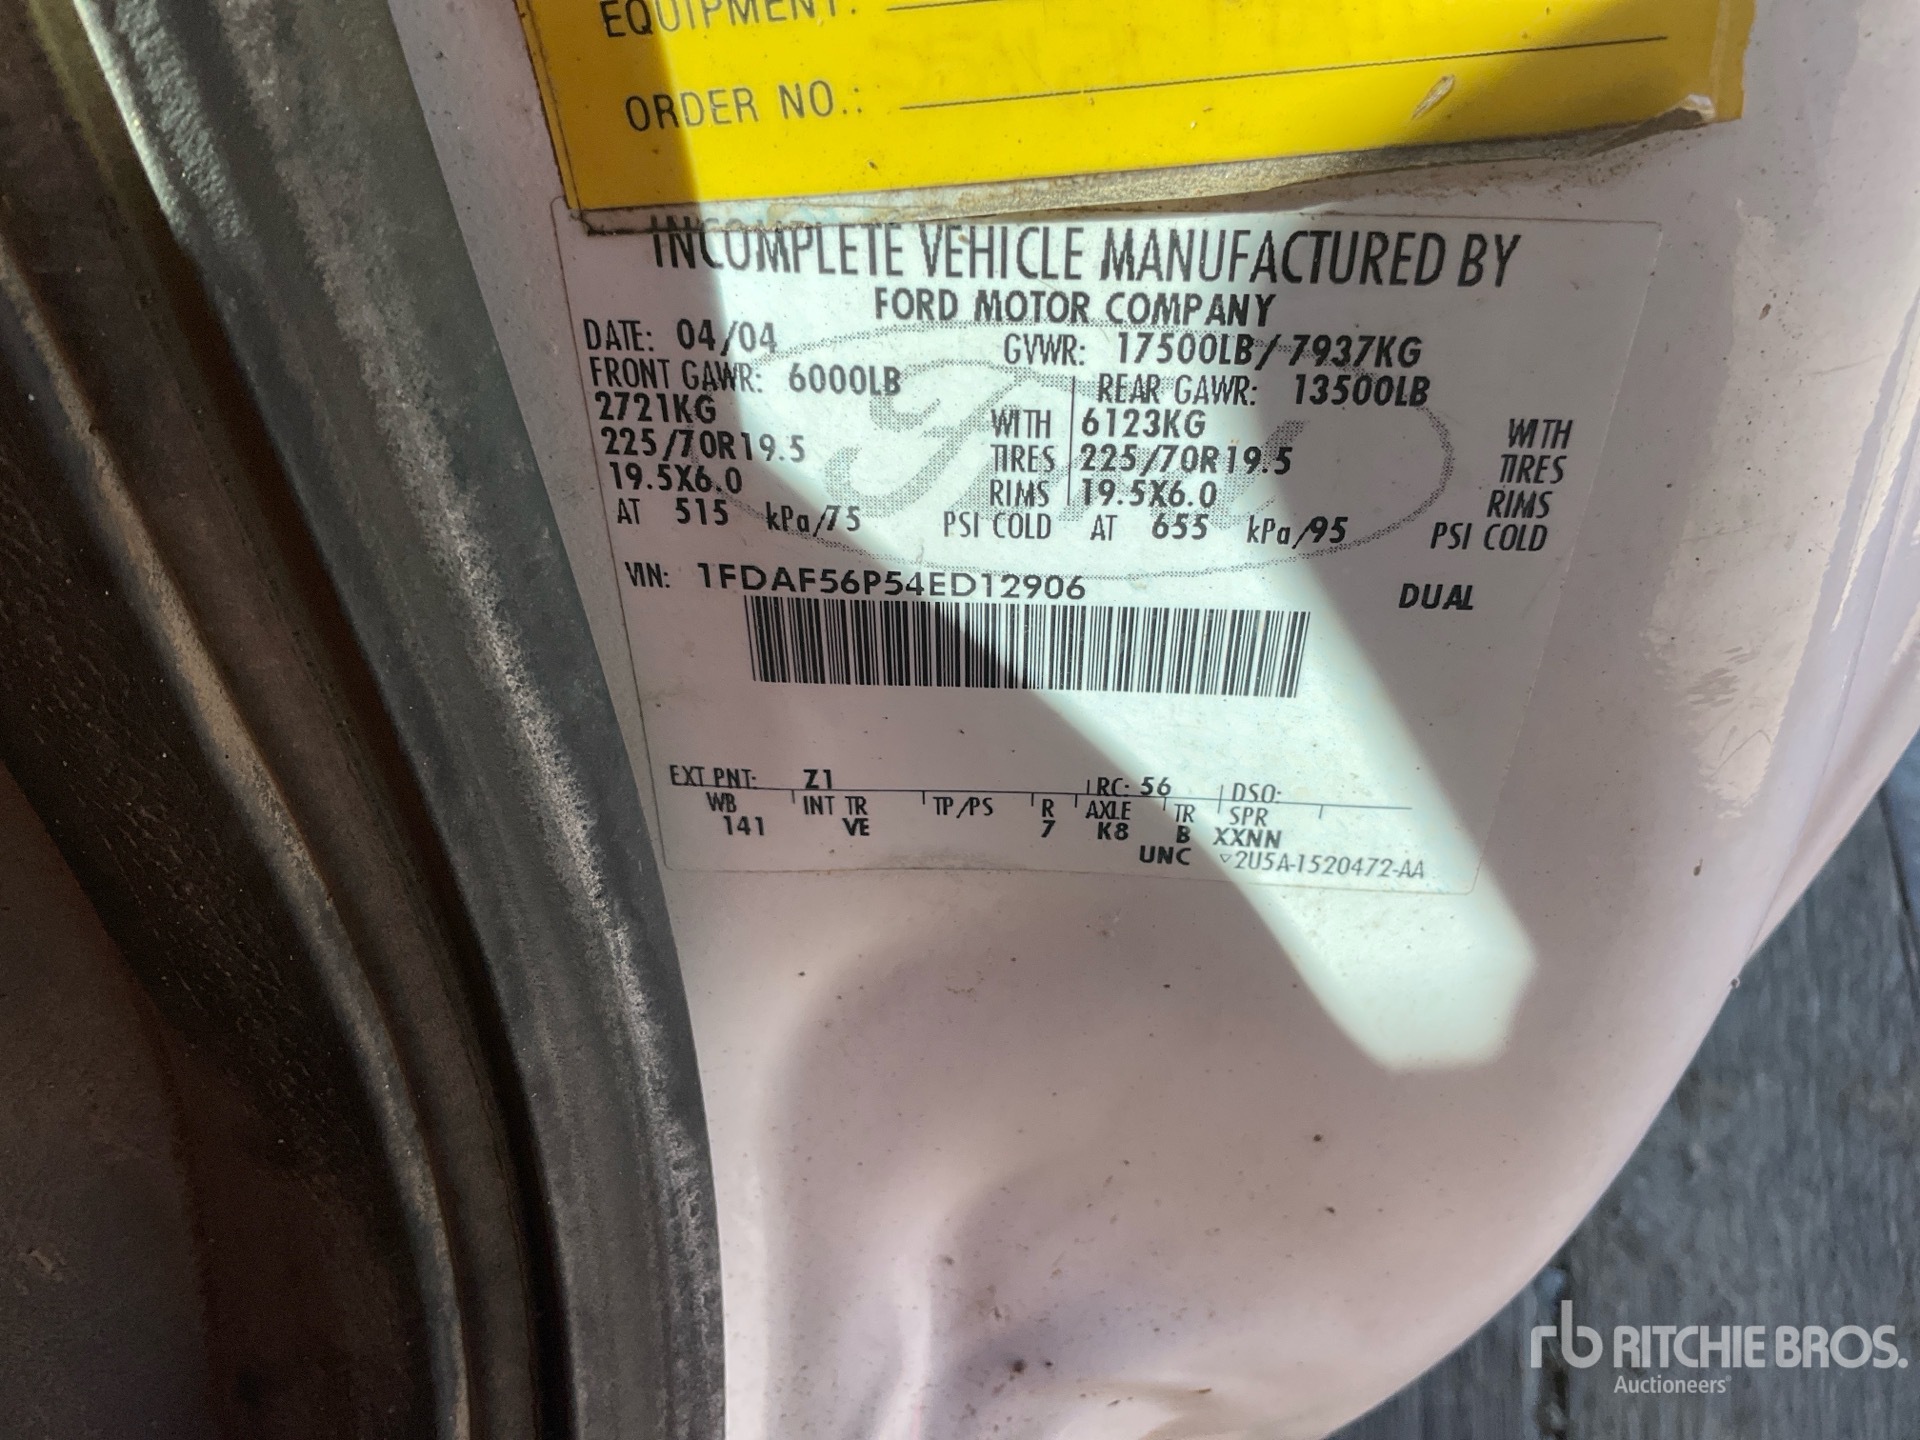 EQUIPMENT:
ORDER NO.:
INCOMPLETE VEHICLE MANUFACTURED BY
FORD MOTOR COMPANY
DATE: 04/04 GVWR: 17500LB/ 7937KG
FRONT GAWR: 6000LB REAR GAWR: 13500LB
2721KG WITH 6123KG WITH
225/70R19.5 TIRES 225/70R19.5 TIRES
19.5X6.0 RIMS 19.5X6.0 RIMS
AT 515 kPa/75 PSI COLD AT 655 kPa/95 PSI COLD
VIN: 1FDAF56P54ED12906 DUAL
EXT PNT: Z1 RC: 56 DSO:
WB INT TR TP/PS R AXLE TR SPR
141 VE 7 K8 B XXNN
UNC ▽2U5A-1520472-AA
rb RITCHIE BROS.
Auctioneers